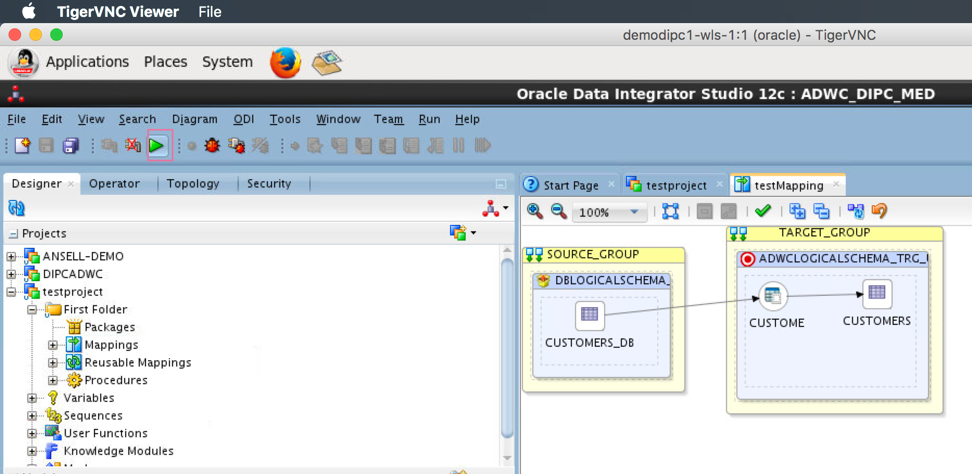 TigerVNC Viewer File
demodipc1-wls-1:1 (oracle) - TigerVNC
Applications Places System
Oracle Data Integrator Studio 12c : ADWC_DIPC_MED
File Edit View Search Diagram ODI Tools Window Team Run Help
Designer Operator Topology Security
Start Page testproject testMapping
100%
Projects
ANSELL-DEMO
DIPCADWC
testproject
First Folder
Packages
Mappings
Reusable Mappings
Procedures
Variables
Sequences
User Functions
Knowledge Modules
SOURCE_GROUP
DBLOGICALSCHEMA_
CUSTOMERS_DB
TARGET_GROUP
ADWCLOGICALSCHEMA_TRG_
CUSTOME
CUSTOMERS